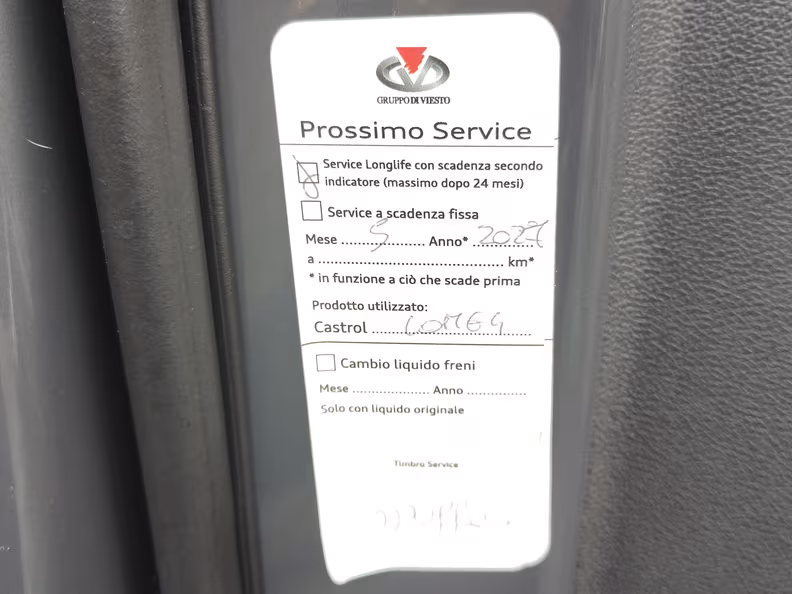 GRUPPO DI VIESTO
Prossimo Service
Service Longlife con scadenza secondo
indicatore (massimo dopo 24 mesi)
Service a scadenza fissa
Mese ......5......... Anno* 2027
a ............................................... km*
* in funzione a ciò che scade prima
Prodotto utilizzato:
Castrol ..........................................
Cambio liquido freni
Mese .................... Anno ...............
Solo con liquido originale
Timbro Service